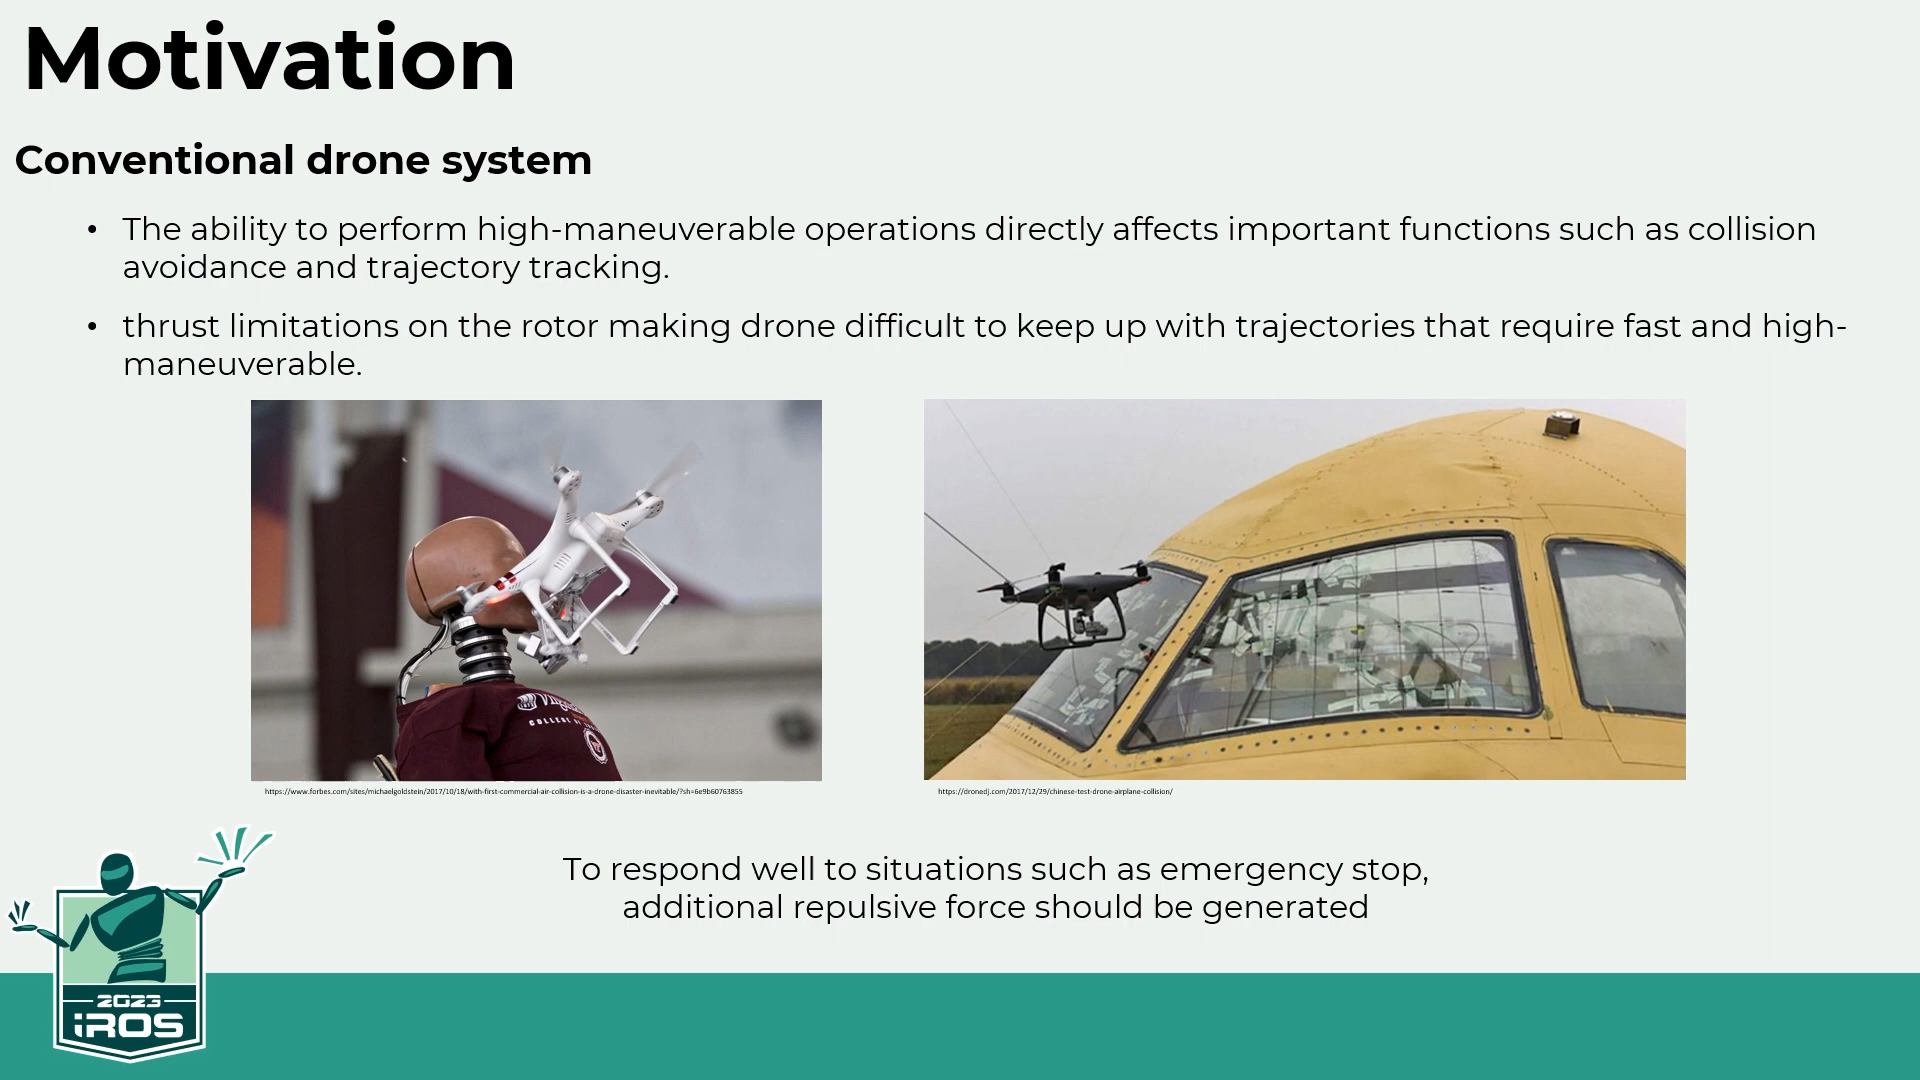 Motivation
Conventional drone system
• The ability to perform high-maneuverable operations directly affects important functions such as collision
avoidance and trajectory tracking.
• thrust limitations on the rotor making drone difficult to keep up with trajectories that require fast and high-
maneuverable.
COLLEGE OF
https://www.forbes.com/sites/michaelgoldstein/2017/10/18/with-first-commercial-air-collision-is-a-drone-disaster-inevitable/?sh=6e9b60763855
https://dronedj.com/2017/12/29/chinese-test-drone-airplane-collision/
To respond well to situations such as emergency stop,
additional repulsive force should be generated
2023
iROS